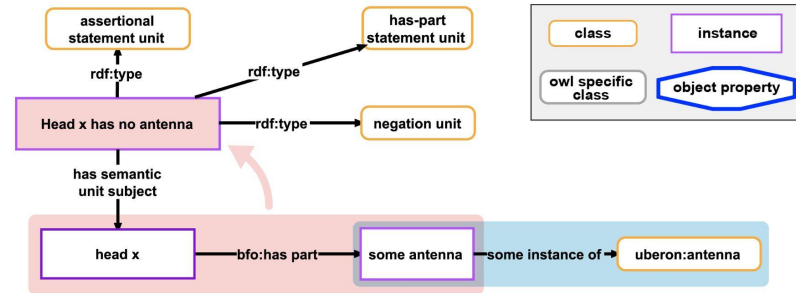 assertional
statement unit
has-part
statement unit
class
instance
rdf:type
rdf:type
owl specific
class
object property
Head x has no antenna
rdf:type
negation unit
has semantic
unit subject
head x
bfo:has part
some antenna
some instance of
uberon:antenna